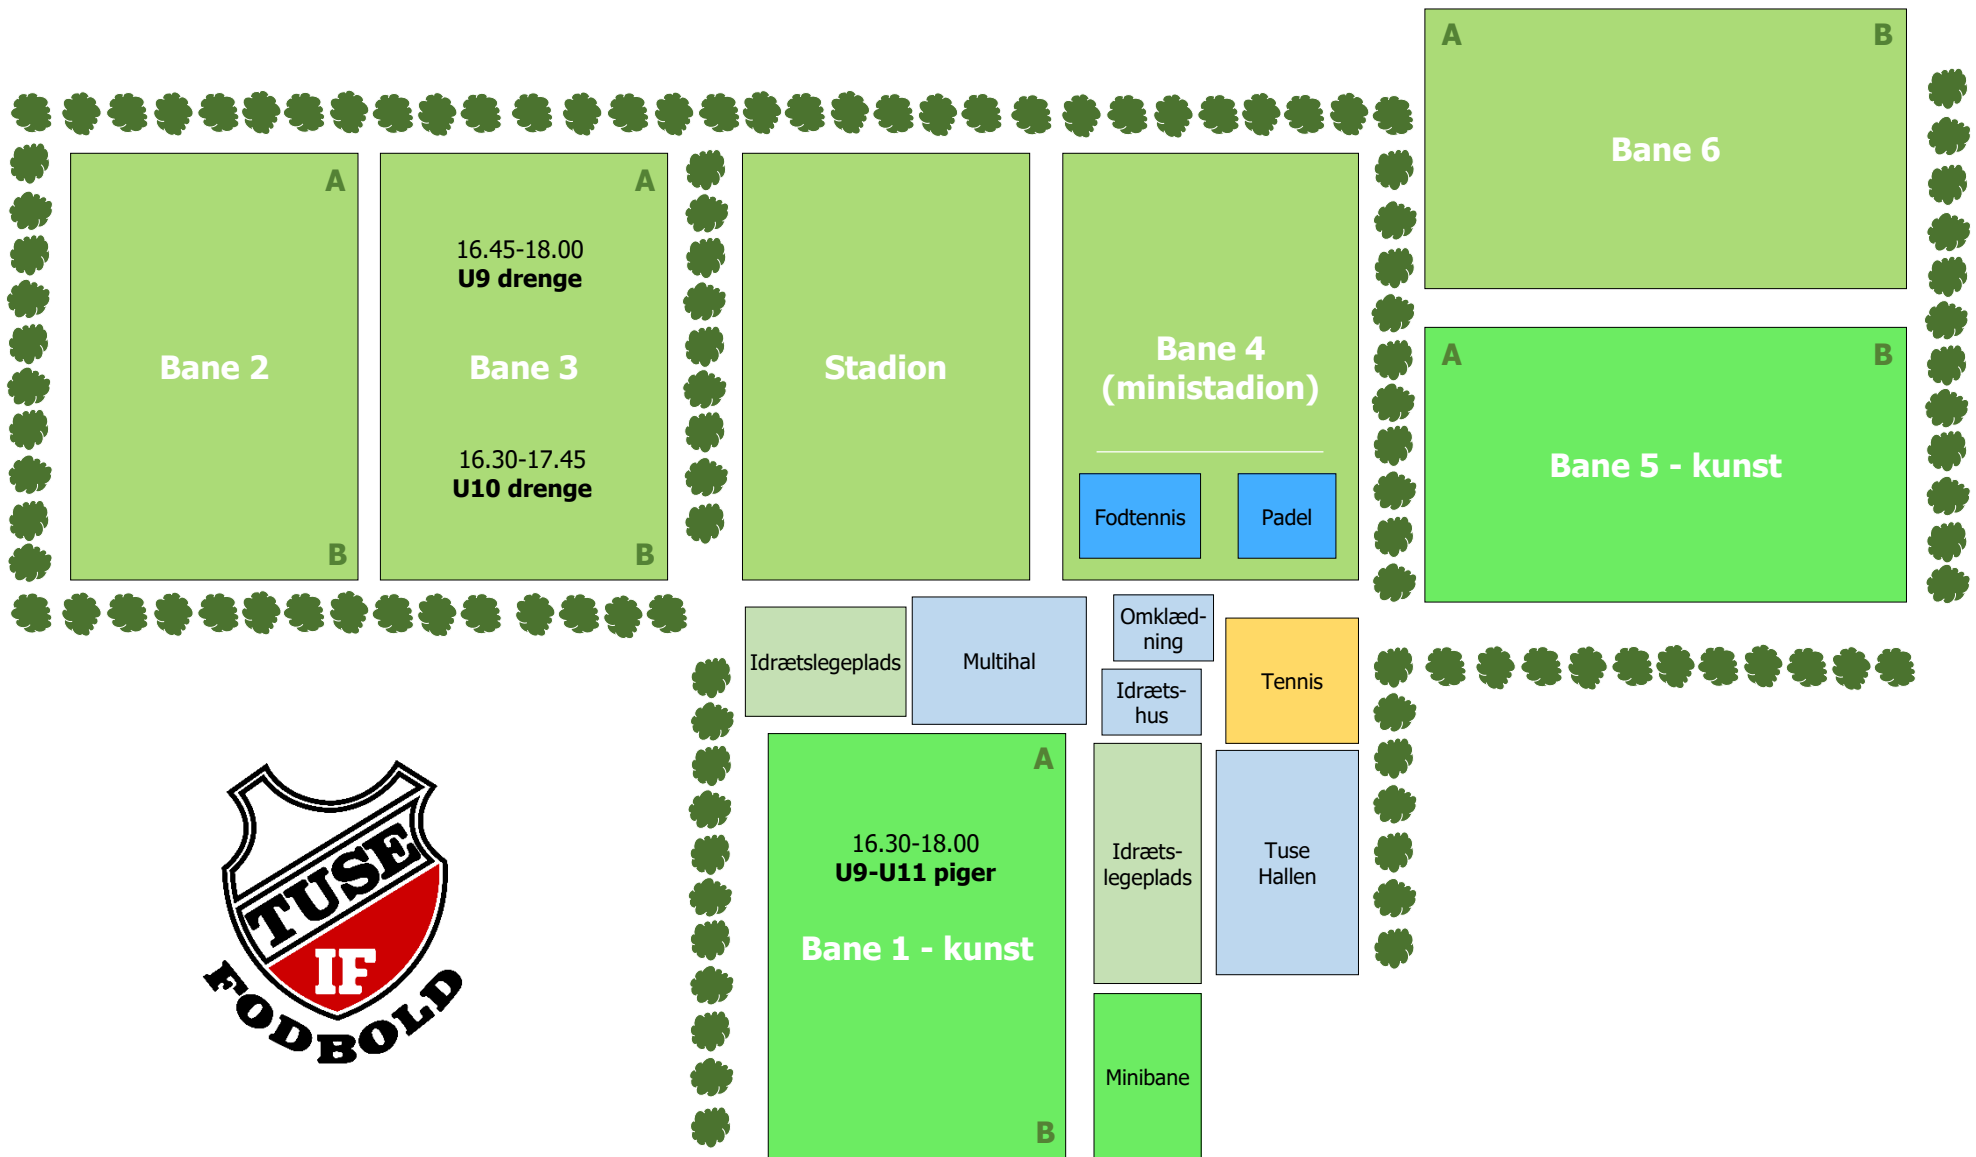 A
B
Bane 6
A
16.45-18.00
U9 drenge
A
Bane 2
Bane 3
16.30-17.45
U10 drenge
B
B
Stadion
Bane 4
(ministadion)
Fodtennis
Padel
A
B
Bane 5 - kunst
Idrætslegeplads
Multihal
Omklæd-
ning
Idræts-
hus
Tennis
A
16.30-18.00
U9-U11 piger
Bane 1 - kunst
B
Idræts-
legeplads
Tuse
Hallen
Minibane
TUSE
IF
FODBOLD